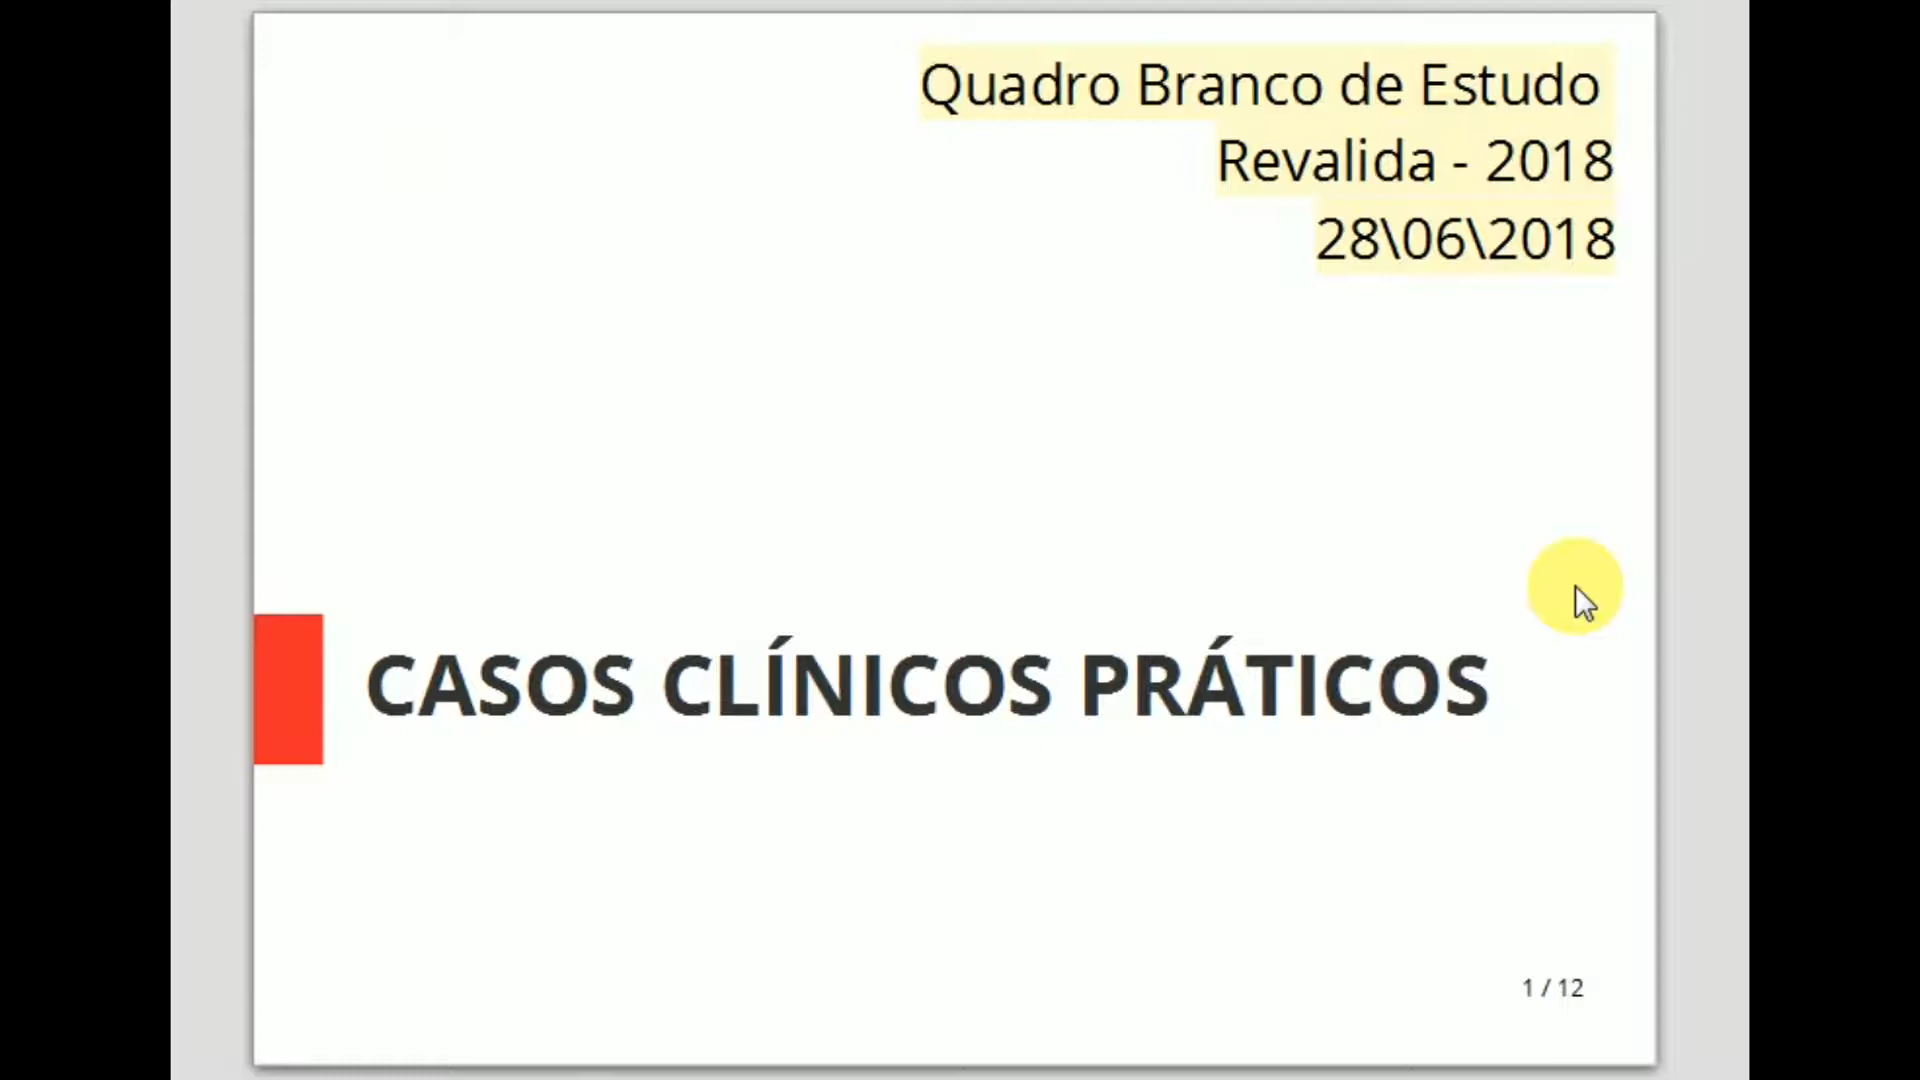 Quadro Branco de Estudo
Revalida - 2018
28\06\2018
CASOS CLÍNICOS PRÁTICOS
1 / 12